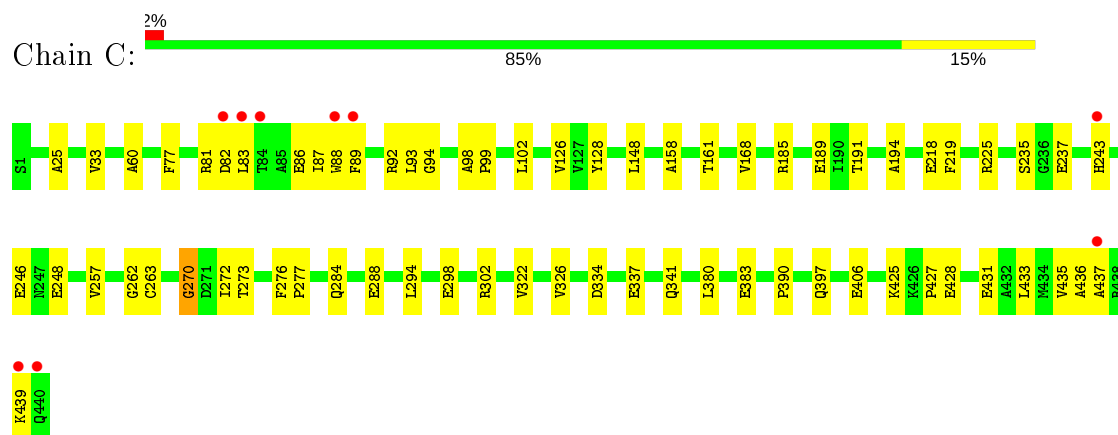 2%
Chain C:
85% 15%
S1 A25 V33 A60 F77 R81 D82 L83 T84 A85 E86 I87 W88 F89 R92 L93 G94 A98 P99 L102 V126 V127 Y128 L148 A158 T161 V168 R185 E189 I190 T191 A194 E218 F219 R225 S235 G236 E237 H243
E246 N247 E248 V257 G262 C263 G270 D271 I272 T273 F276 P277 Q284 E288 L294 E298 R302 V322 V326 D334 E337 Q341 L380 E383 P390 Q397 E406 K425 K426 P427 E428 E431 A432 L433 M434 V435 A436 A437 R438
K439 Q440